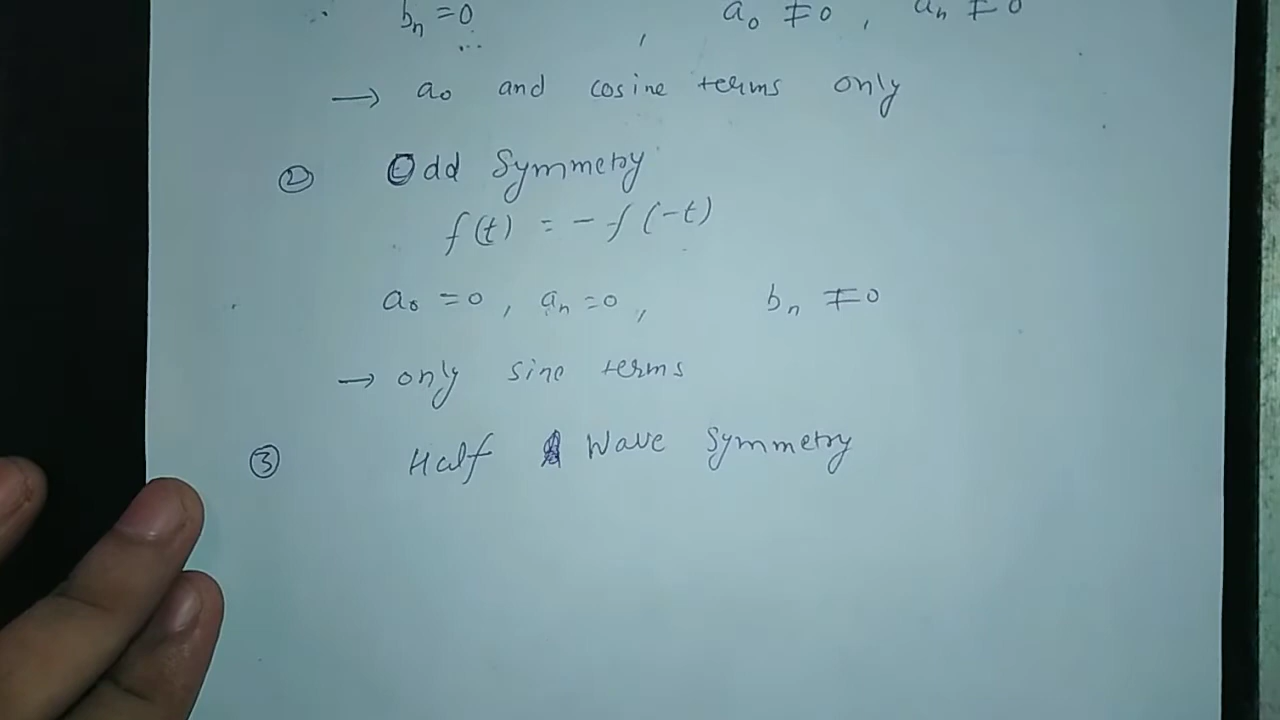 bn = 0 , a0 ≠ 0 , an ≠ 0
→ a0 and cosine terms only
② Odd Symmetry
f(t) = - f(-t)
a0 = 0 , an = 0 , bn ≠ 0
→ only sine terms
③ Half Wave Symmetry